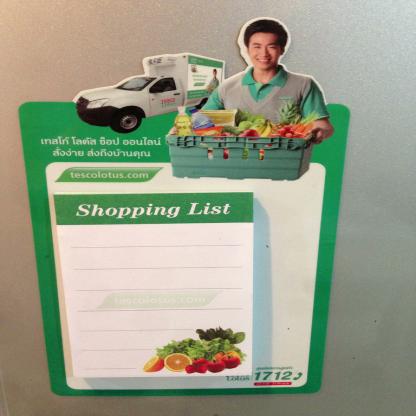 เทสโก้ โลตัส ช็อป ออนไลน์
สั่งง่าย ส่งถึงบ้านคุณ
tescolotus.com
Shopping List
tescolotus.com
Lotus
1712